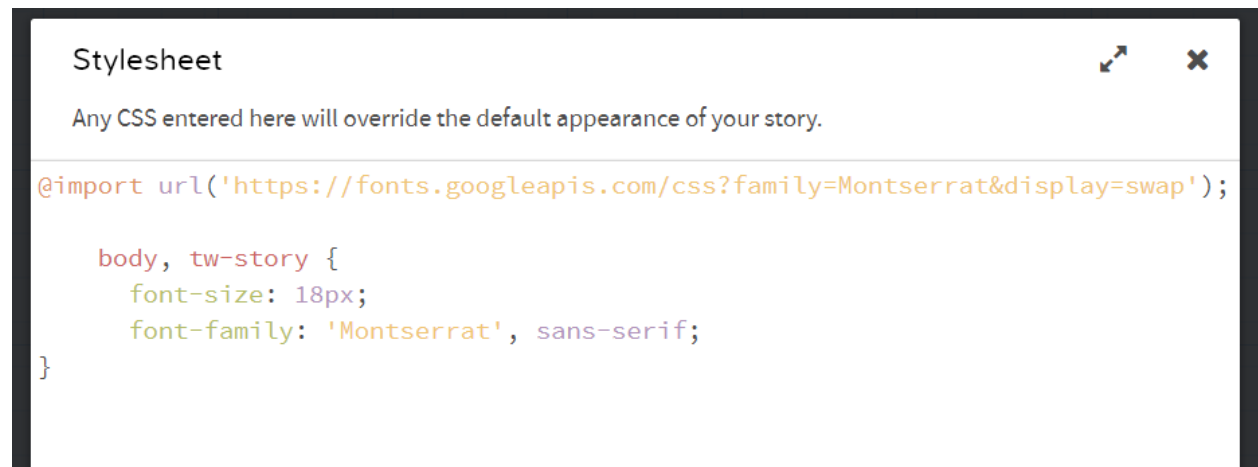 Stylesheet
Any CSS entered here will override the default appearance of your story.
@import url('https://fonts.googleapis.com/css?family=Montserrat&display=swap');
body, tw-story {
font-size: 18px;
font-family: 'Montserrat', sans-serif;
}